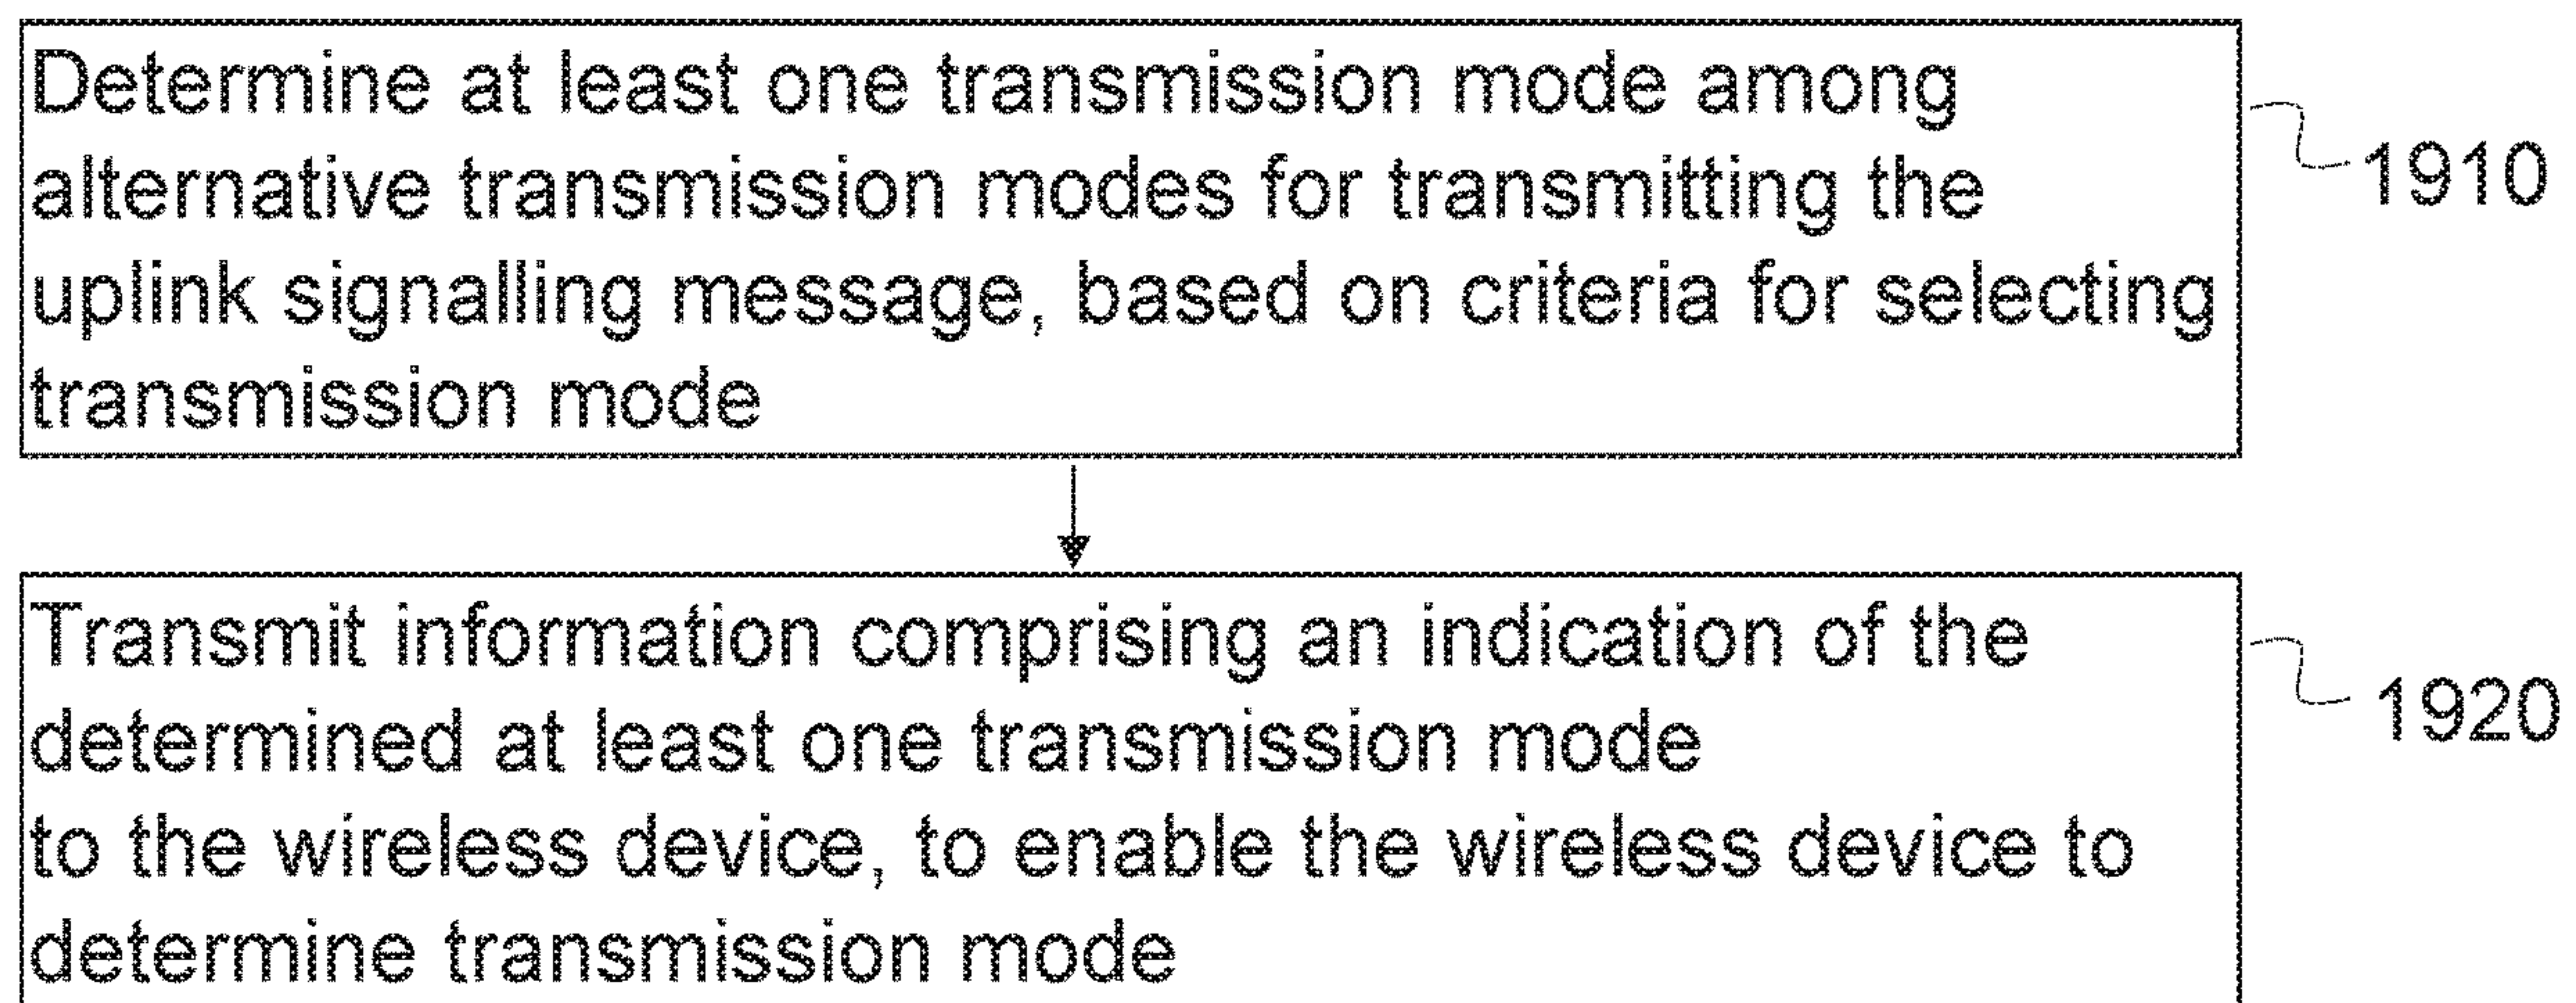 Determine at least one transmission mode among
alternative transmission modes for transmitting the
uplink signalling message, based on criteria for selecting
transmission mode
1910
Transmit information comprising an indication of the
determined at least one transmission mode
to the wireless device, to enable the wireless device to
determine transmission mode
1920